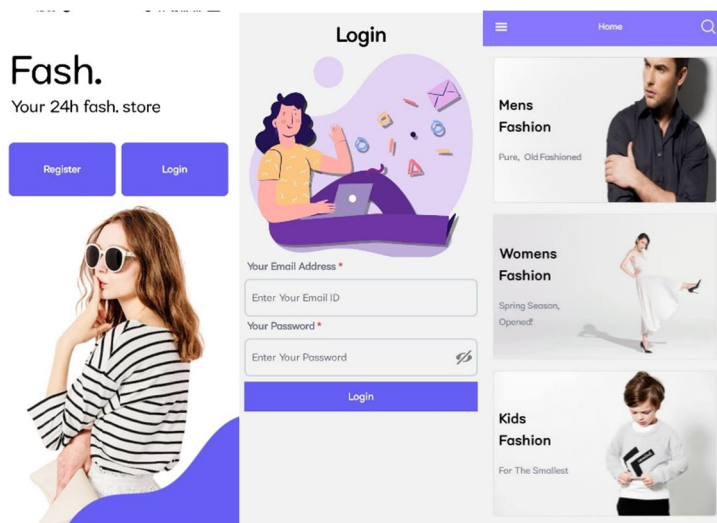 Fash.
Your 24h fash. store
Register
Login
Login
Your Email Address *
Enter Your Email ID
Your Password *
Enter Your Password
Login
Home
Mens
Fashion
Pure, Old Fashioned
Womens
Fashion
Spring Season,
Opened!
Kids
Fashion
For The Smallest